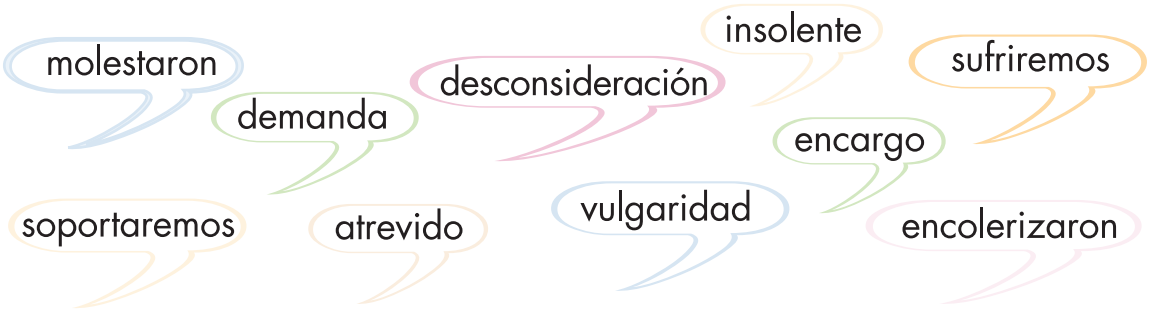 molestaron
demanda
desconsideración
insolente
sufriremos
encargo
soportaremos
atrevido
vulgaridad
encolerizaron